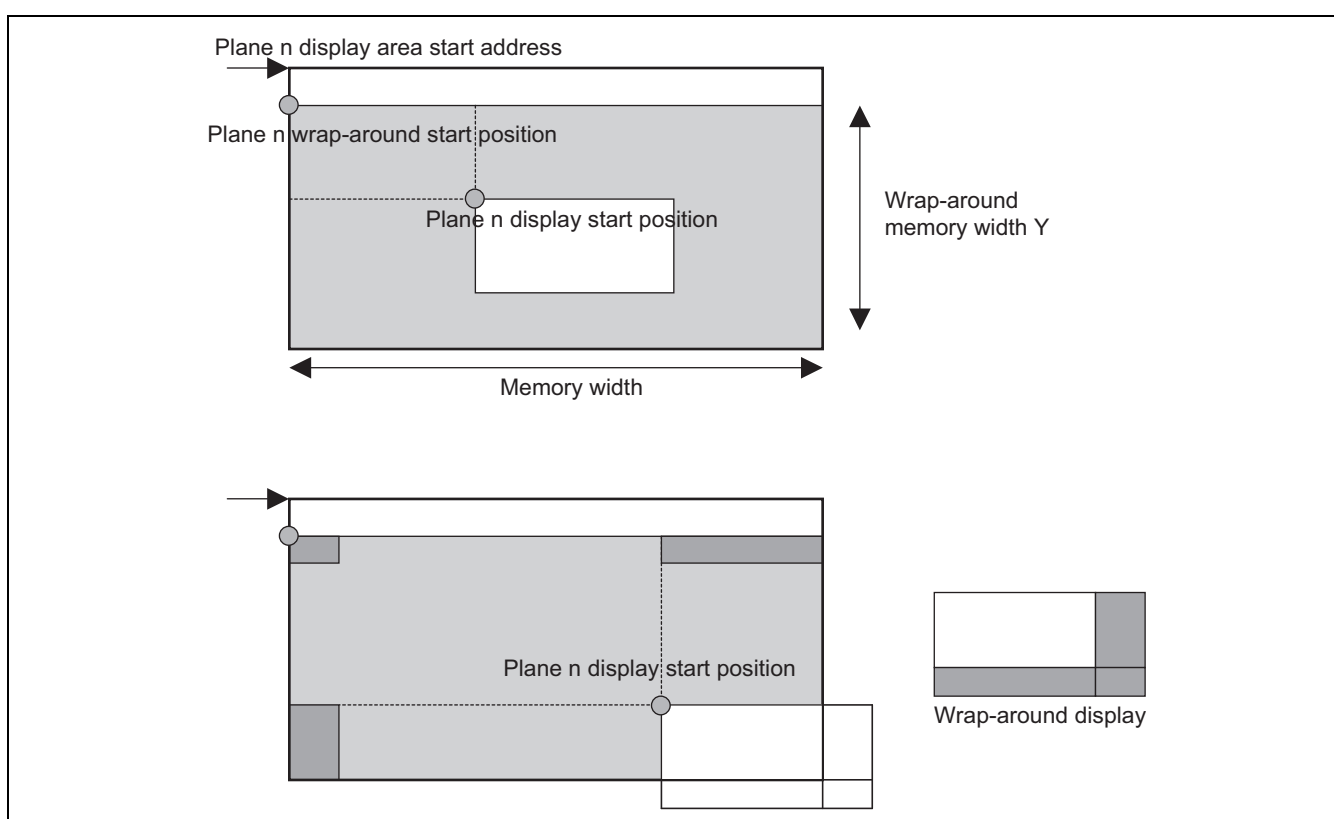 Plane n display area start address
Plane n wrap-around start position
Plane n display start position
Wrap-around
memory width Y
Memory width
Plane n display start position
Wrap-around display